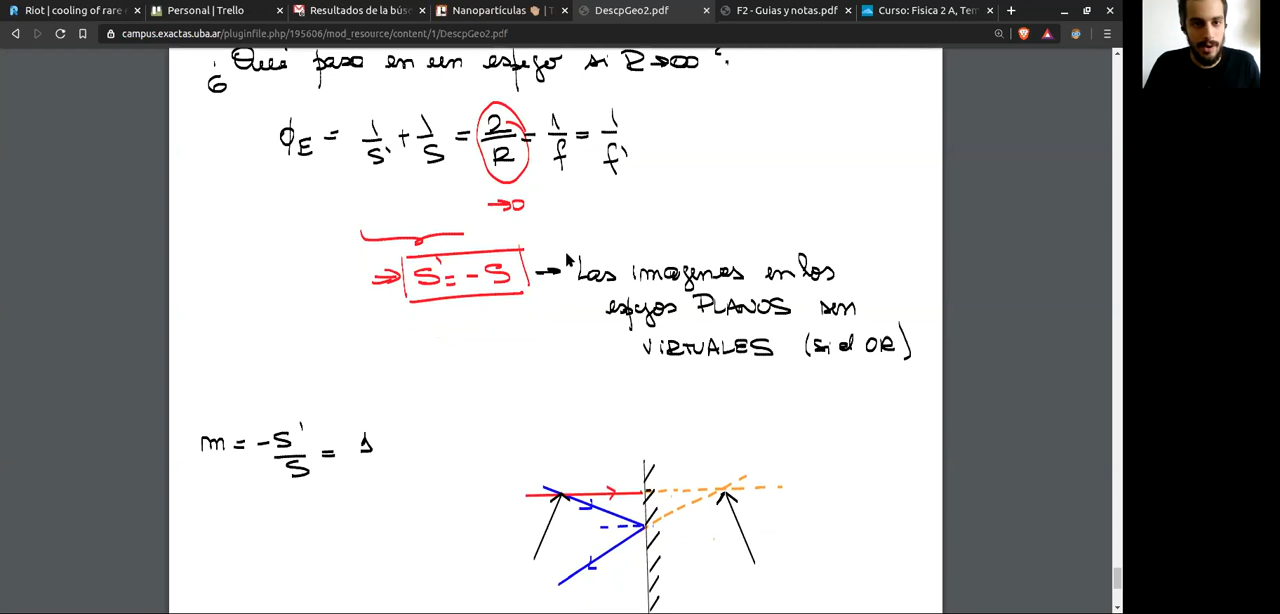 Riot | cooling of rare e
Personal | Trello
Resultados de la bús
Nanopartículas
DescpGeo2.pdf
F2 - Guias y notas.pdf
Curso: Fisica 2 A, Tem
campus.exactas.uba.ar/pluginfile.php/195606/mod_resource/content/1/DescpGeo2.pdf
¿Qué pasa en un espejo si R→∞?
6
ϕE = 1/S' + 1/S = 2/R = 1/f = 1/f'
→0
⇒ S' = -S → Las imagenes en los
espejos PLANOS son
VIRTUALES (si el OR)
m = -S'/S = 1